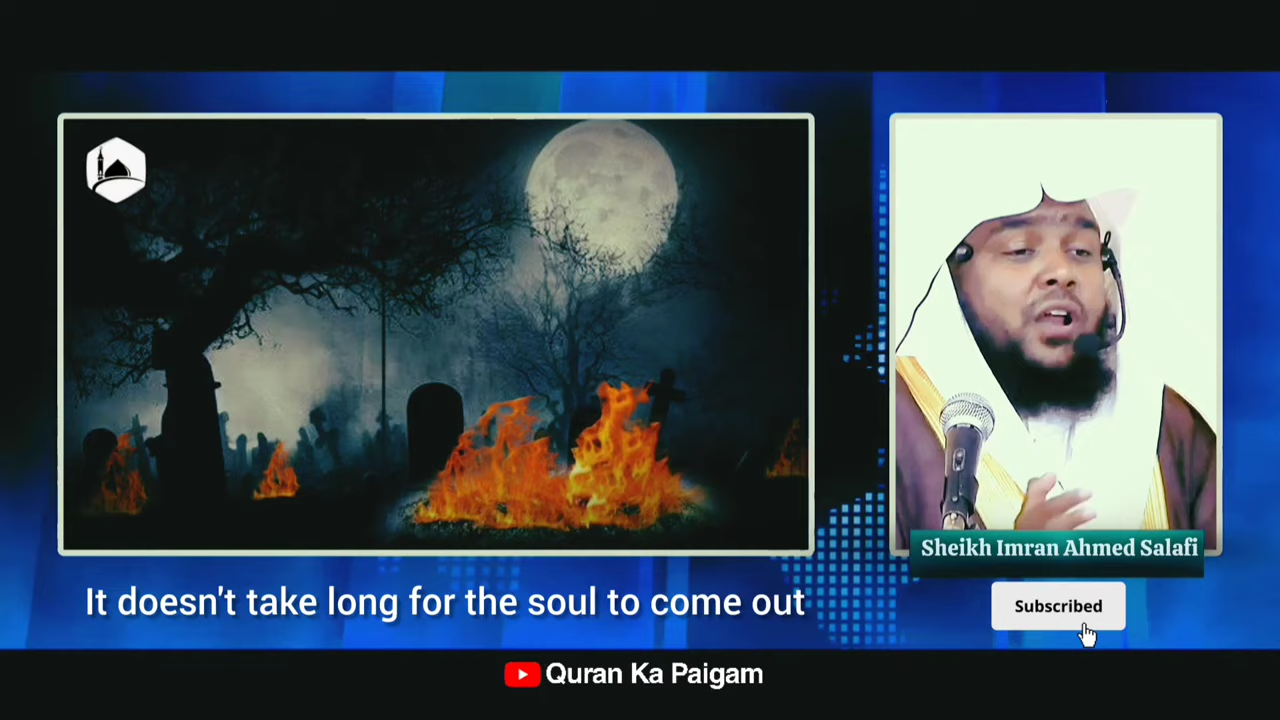 Sheikh Imran Ahmed Salafi
It doesn't take long for the soul to come out
Subscribed
Quran Ka Paigam